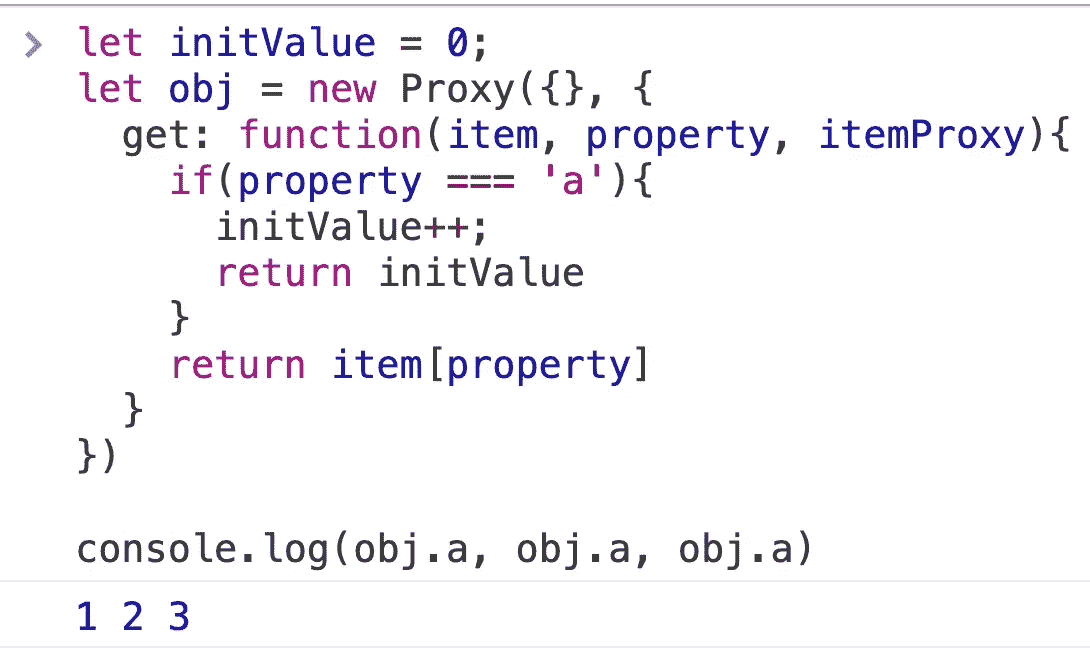 let initValue = 0;
let obj = new Proxy({}, {
  get: function(item, property, itemProxy){
    if(property === 'a'){
      initValue++;
      return initValue
    }
    return item[property]
  }
})

console.log(obj.a, obj.a, obj.a)
1 2 3